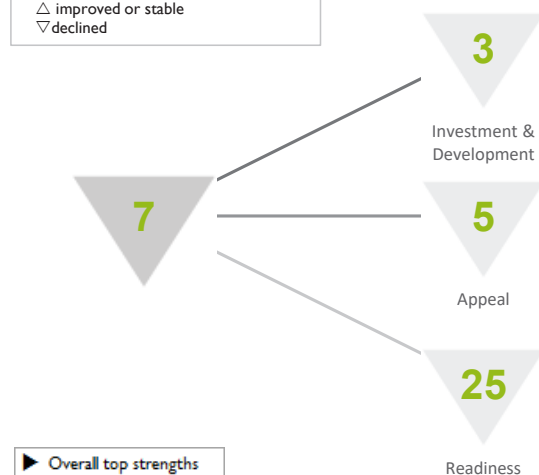 △ improved or stable
▽ declined
3
Investment &
Development
7
5
Appeal
25
Readiness
► Overall top strengths